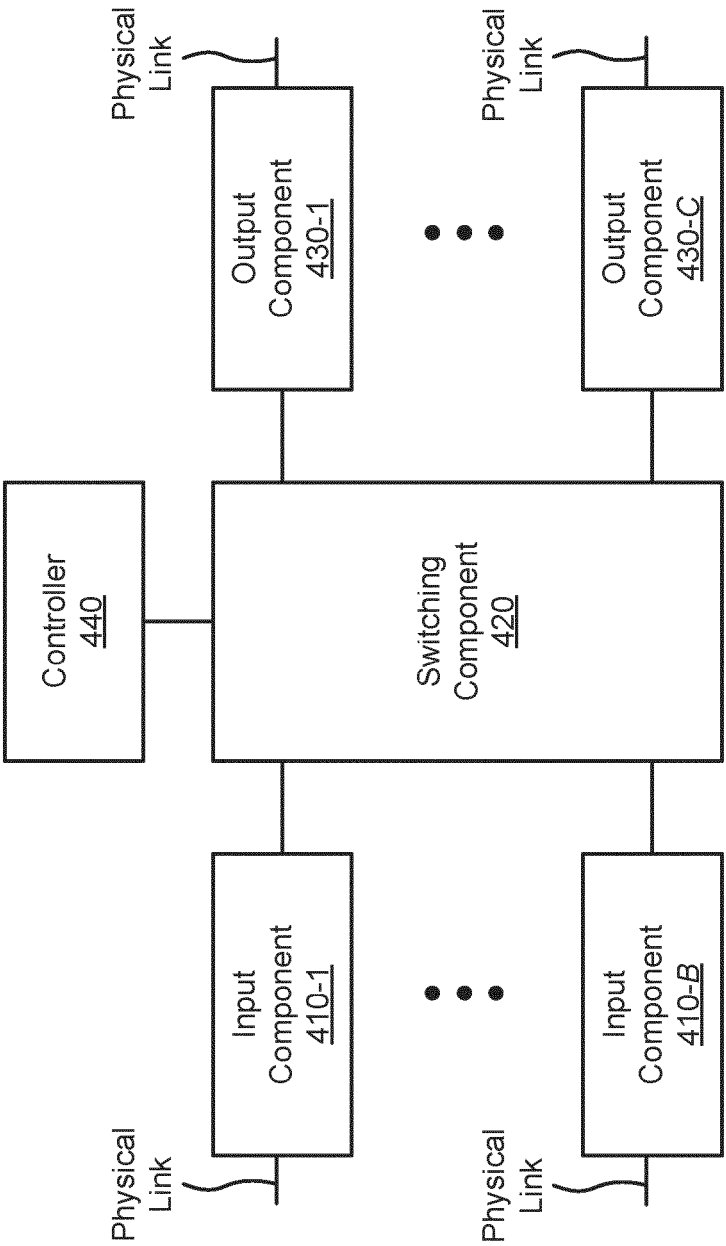 Controller
440
Physical
Link
Input
Component
410-1
Switching
Component
420
Output
Component
430-1
Physical
Link
Physical
Link
Input
Component
410-B
Output
Component
430-C
Physical
Link